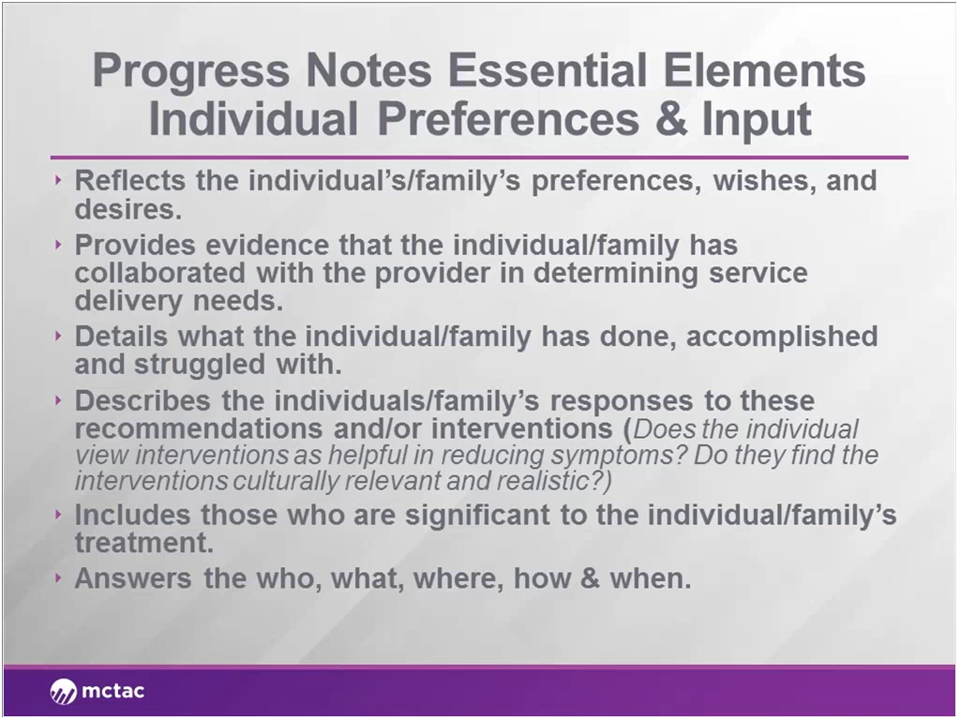 Progress Notes Essential Elements
Individual Preferences & Input
Reflects the individual's/family's preferences, wishes, and
desires.
Provides evidence that the individual/family has
collaborated with the provider in determining service
delivery needs.
Details what the individual/family has done, accomplished
and struggled with.
Describes the individuals/family's responses to these
recommendations and/or interventions (Does the individual
view interventions as helpful in reducing symptoms? Do they find the
interventions culturally relevant and realistic?)
Includes those who are significant to the individual/family's
treatment.
Answers the who, what, where, how & when.
mctac